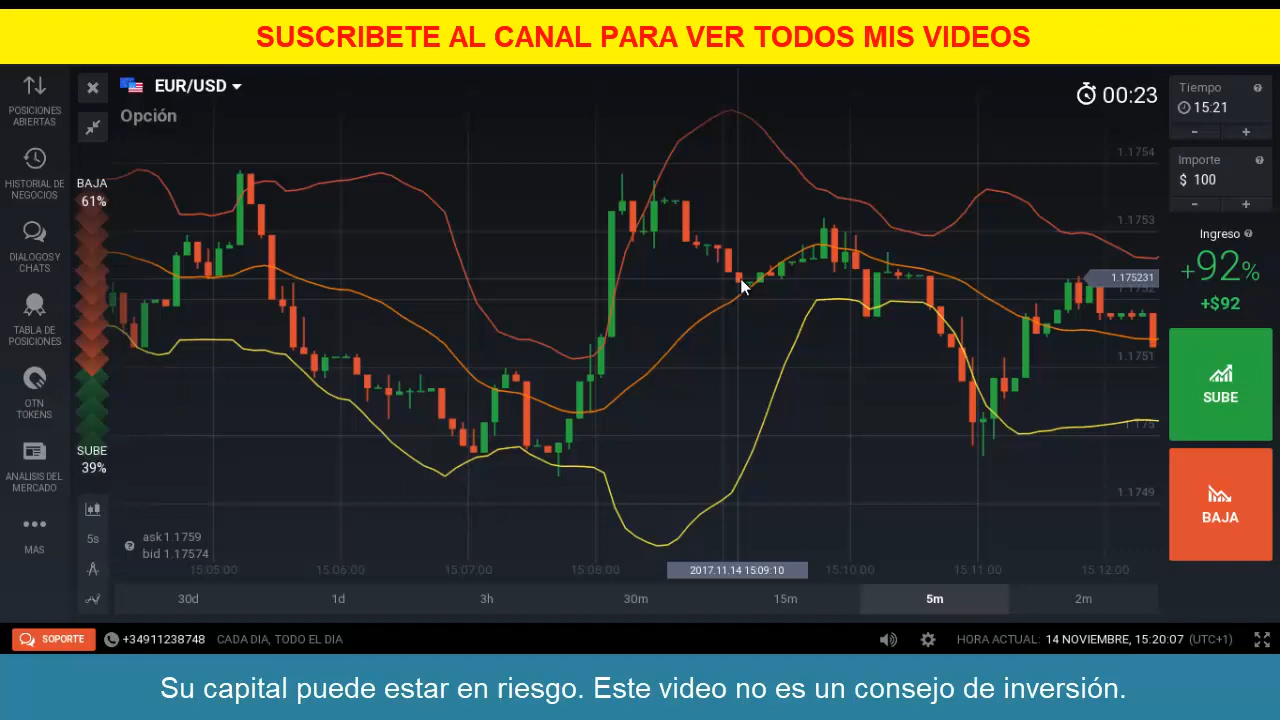 SUSCRIBETE AL CANAL PARA VER TODOS MIS VIDEOS
POSICIONES
ABIERTAS
HISTORIAL DE
NEGOCIOS
DIALOGOS Y
CHATS
TABLA DE
POSICIONES
OTN
TOKENS
ANÁLISIS DEL
MERCADO
MAS
EUR/USD
Opción
BAJA
61%
SUBE
39%
5s
ask 1.1759
bid 1.17574
00:23
1.1754
1.1753
1.175231
1.1752
1.1751
1.175
1.1749
15:05:00
15:06:00
15:07:00
15:08:00
2017.11.14 15:09:10
15:10:00
15:11:00
15:12:00
30d
1d
3h
30m
15m
5m
2m
Tiempo
15:21
- +
Importe
$ 100
- +
Ingreso
+92%
+$92
SUBE
BAJA
SOPORTE
+34911238748
CADA DIA, TODO EL DIA
HORA ACTUAL: 14 NOVIEMBRE, 15:20:07 (UTC+1)
Su capital puede estar en riesgo. Este video no es un consejo de inversión.